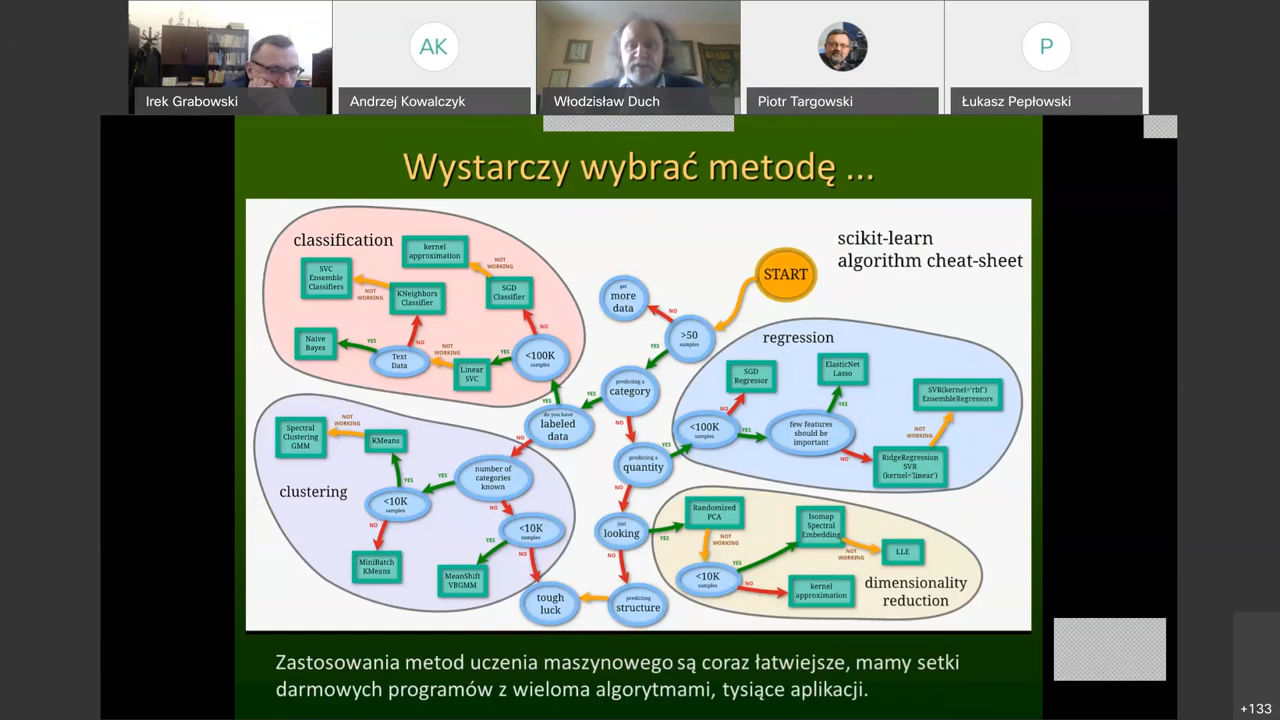 AK
P
Irek Grabowski
Andrzej Kowalczyk
Włodzisław Duch
Piotr Targowski
Łukasz Pepłowski
Wystarczy wybrać metodę ...
scikit-learn
algorithm cheat-sheet
START
get
more
data
NO
>50
samples
YES
predicting a
category
YES
NO
do you have
labeled
data
YES
NO
predicting a
quantity
YES
NO
just
looking
YES
NO
predicting
structure
tough
luck
classification
kernel
approximation
NOT
WORKING
SVC
Ensemble
Classifiers
NOT
WORKING
KNeighbors
Classifier
SGD
Classifier
NO
Naive
Bayes
YES
Text
Data
NO
NOT
WORKING
Linear
SVC
YES
<100K
samples
regression
SGD
Regressor
NO
<100K
samples
YES
ElasticNet
Lasso
YES
few features
should be
important
NO
SVR(kernel='rbf')
EnsembleRegressors
NOT
WORKING
RidgeRegression
SVR
(kernel='linear')
clustering
Spectral
Clustering
GMM
NOT
WORKING
KMeans
YES
number of
categories
known
YES
NO
<10K
samples
NO
MiniBatch
KMeans
<10K
samples
YES
NO
MeanShift
VBGMM
dimensionality
reduction
Randomized
PCA
NOT
WORKING
<10K
samples
YES
NO
Isomap
Spectral
Embedding
NOT
WORKING
LLE
kernel
approximation
Zastosowania metod uczenia maszynowego są coraz łatwiejsze, mamy setki
darmowych programów z wieloma algorytmami, tysiące aplikacji.
+133